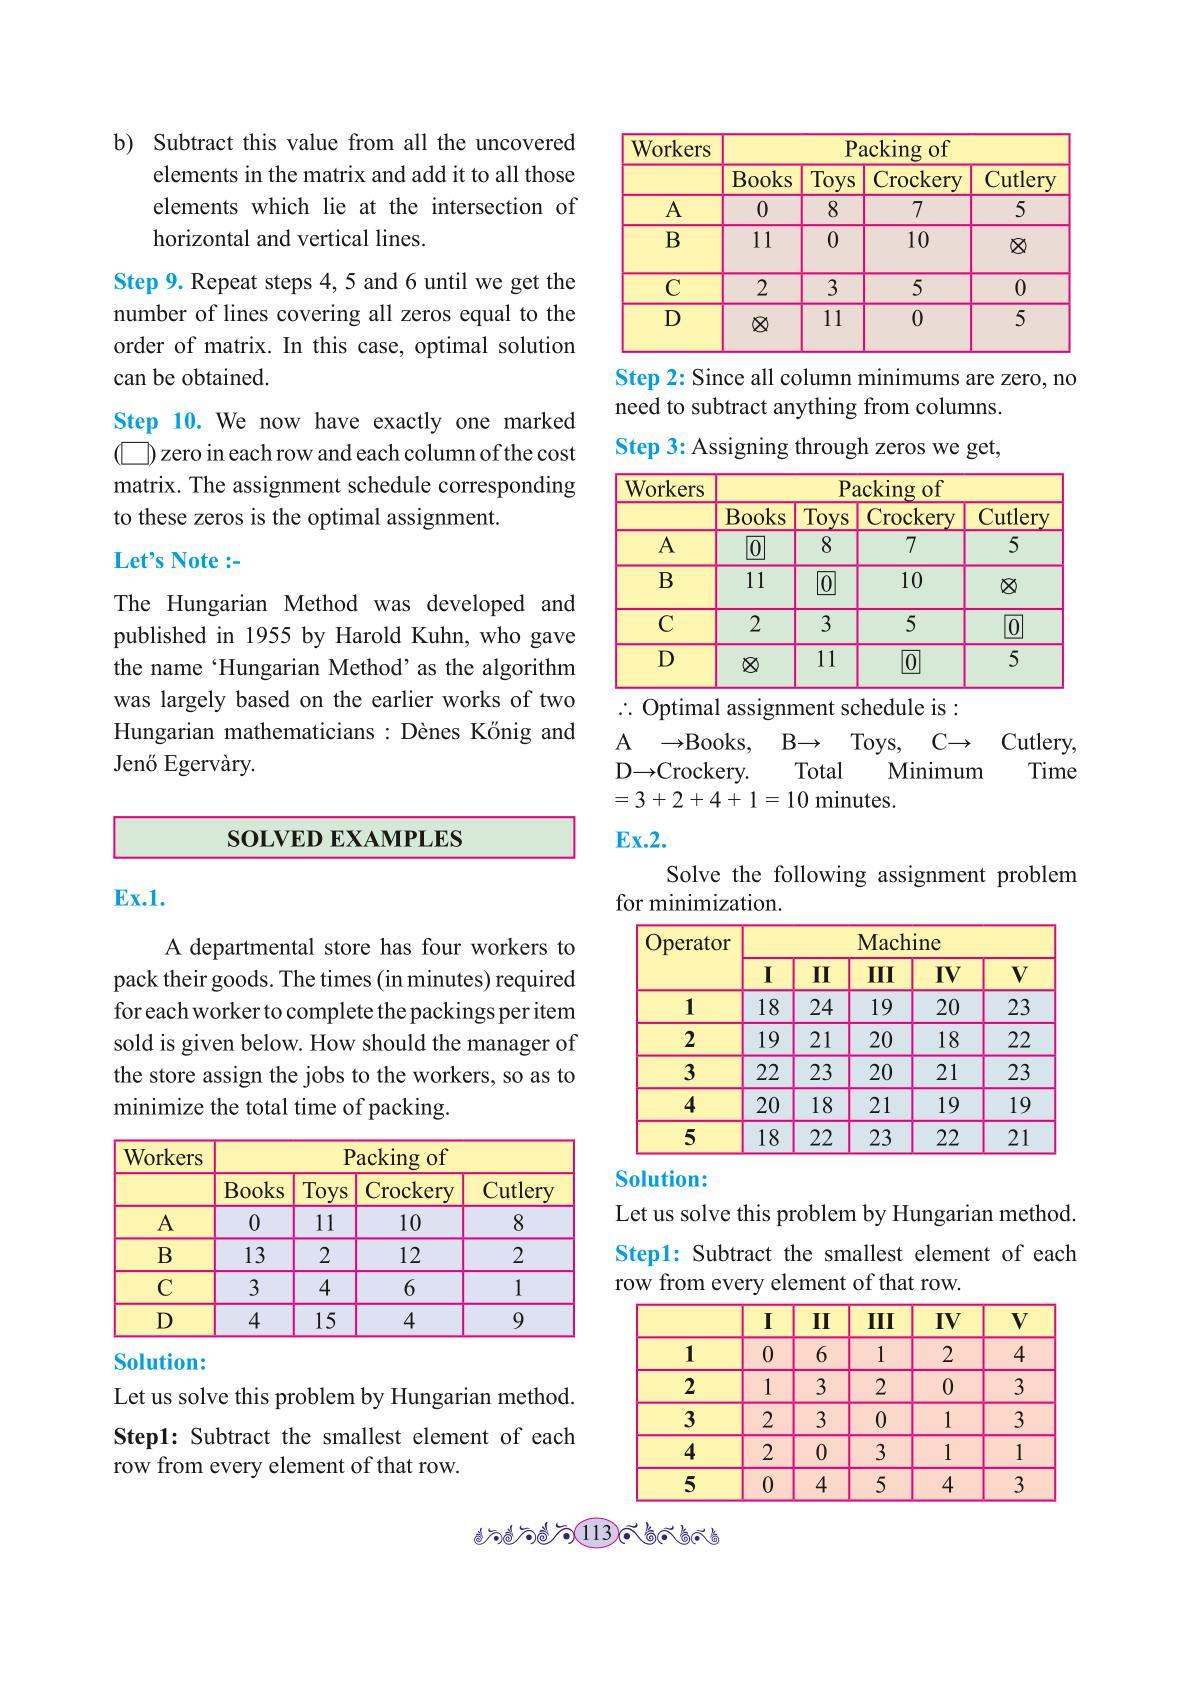 b) Subtract this value from all the uncovered
elements in the matrix and add it to all those
elements which lie at the intersection of
horizontal and vertical lines.
Step 9. Repeat steps 4, 5 and 6 until we get the
number of lines covering all zeros equal to the
order of matrix. In this case, optimal solution
can be obtained.
Step 10. We now have exactly one marked
(□) zero in each row and each column of the cost
matrix. The assignment schedule corresponding
to these zeros is the optimal assignment.
Let's Note :-
The Hungarian Method was developed and
published in 1955 by Harold Kuhn, who gave
the name ‘Hungarian Method’ as the algorithm
was largely based on the earlier works of two
Hungarian mathematicians : Dènes Kőnig and
Jenő Egervàry.
SOLVED EXAMPLES
Ex.1.
A departmental store has four workers to
pack their goods. The times (in minutes) required
for each worker to complete the packings per item
sold is given below. How should the manager of
the store assign the jobs to the workers, so as to
minimize the total time of packing.
Workers Packing of
Books Toys Crockery Cutlery
A 0 11 10 8
B 13 2 12 2
C 3 4 6 1
D 4 15 4 9
Solution:
Let us solve this problem by Hungarian method.
Step1: Subtract the smallest element of each
row from every element of that row.
Workers Packing of
Books Toys Crockery Cutlery
A 0 8 7 5
B 11 0 10 ⊗
C 2 3 5 0
D ⊗ 11 0 5
Step 2: Since all column minimums are zero, no
need to subtract anything from columns.
Step 3: Assigning through zeros we get,
Workers Packing of
Books Toys Crockery Cutlery
A 0 8 7 5
B 11 0 10 ⊗
C 2 3 5 0
D ⊗ 11 0 5
∴ Optimal assignment schedule is :
A →Books, B→ Toys, C→ Cutlery,
D→Crockery. Total Minimum Time
= 3 + 2 + 4 + 1 = 10 minutes.
Ex.2.
Solve the following assignment problem
for minimization.
Operator Machine
I II III IV V
1 18 24 19 20 23
2 19 21 20 18 22
3 22 23 20 21 23
4 20 18 21 19 19
5 18 22 23 22 21
Solution:
Let us solve this problem by Hungarian method.
Step1: Subtract the smallest element of each
row from every element of that row.
I II III IV V
1 0 6 1 2 4
2 1 3 2 0 3
3 2 3 0 1 3
4 2 0 3 1 1
5 0 4 5 4 3
113